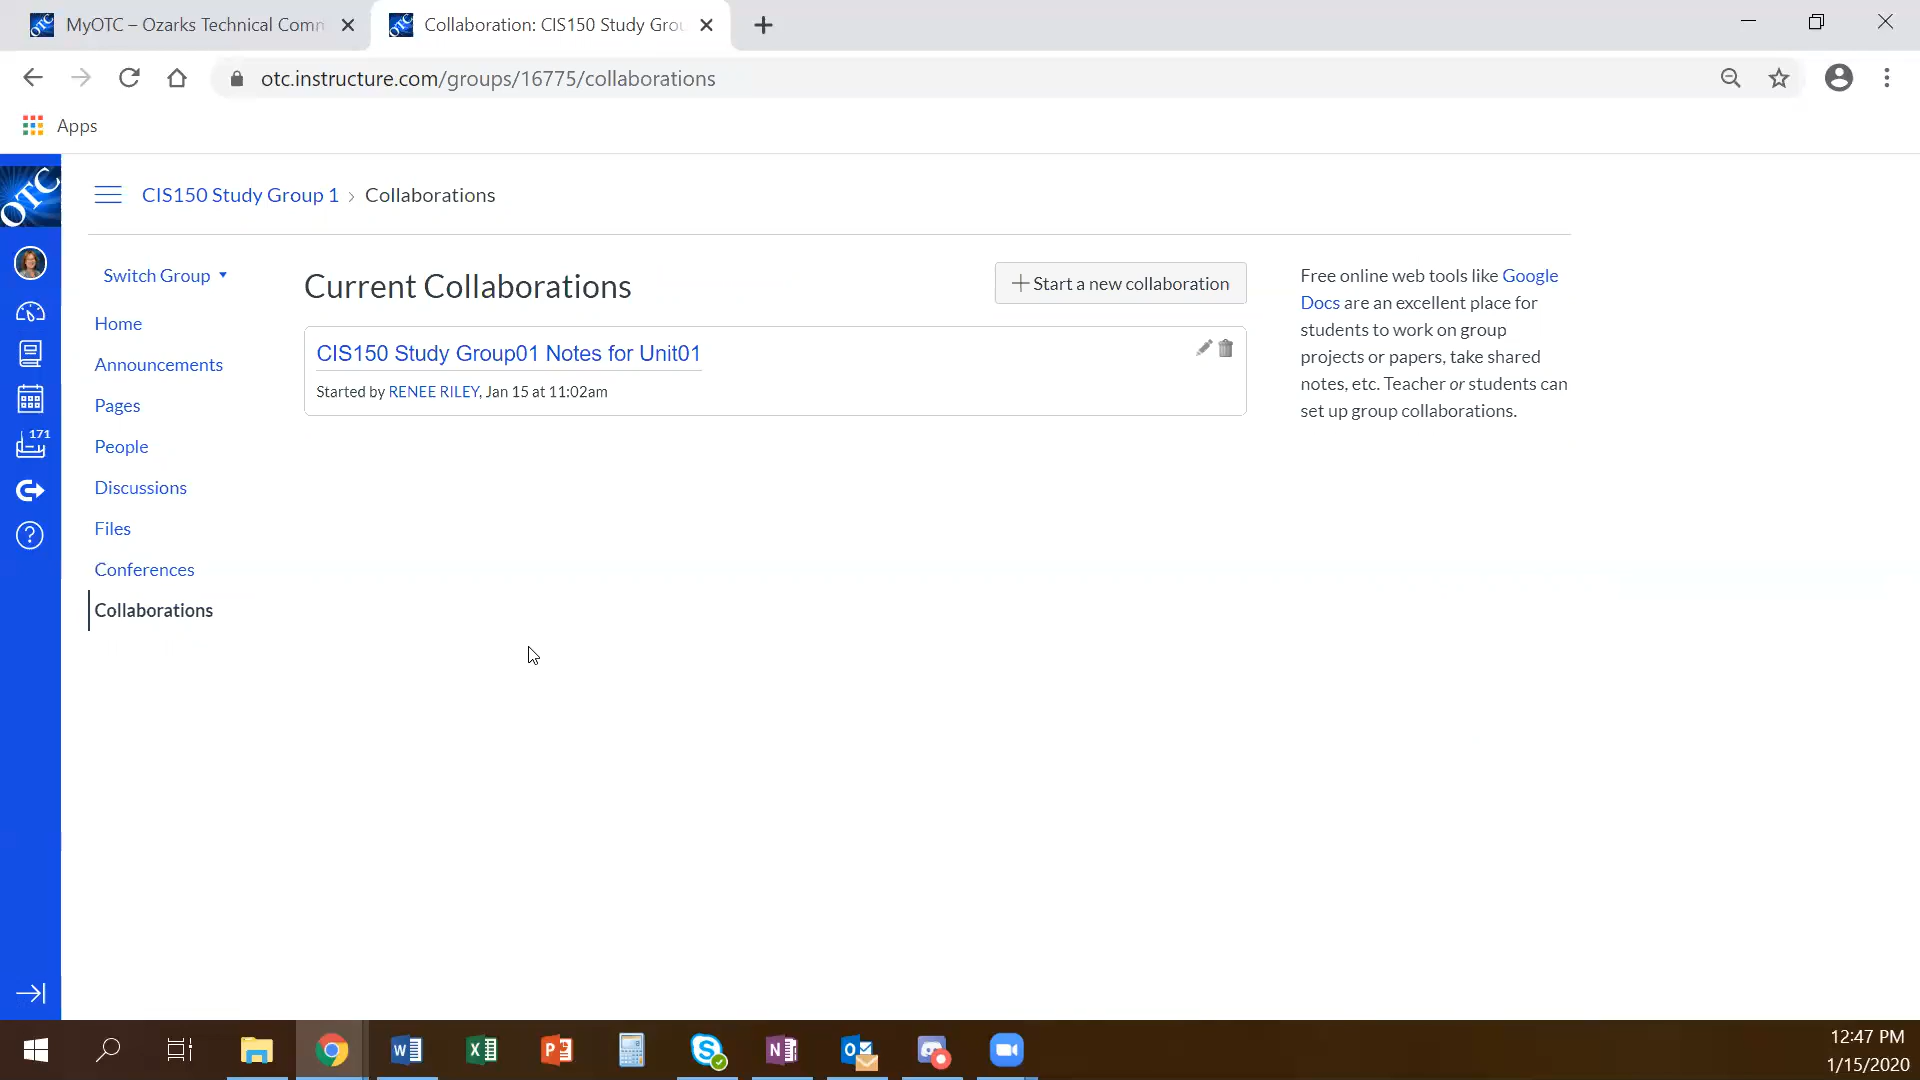 MyOTC – Ozarks Technical Comm
Collaboration: CIS150 Study Grou
otc.instructure.com/groups/16775/collaborations
Apps
OTC
CIS150 Study Group 1 › Collaborations
Switch Group
Home
Announcements
Pages
People
Discussions
Files
Conferences
Collaborations
171
Current Collaborations
Start a new collaboration
CIS150 Study Group01 Notes for Unit01
Started by RENEE RILEY, Jan 15 at 11:02am
Free online web tools like Google
Docs are an excellent place for
students to work on group
projects or papers, take shared
notes, etc. Teacher or students can
set up group collaborations.
12:47 PM
1/15/2020